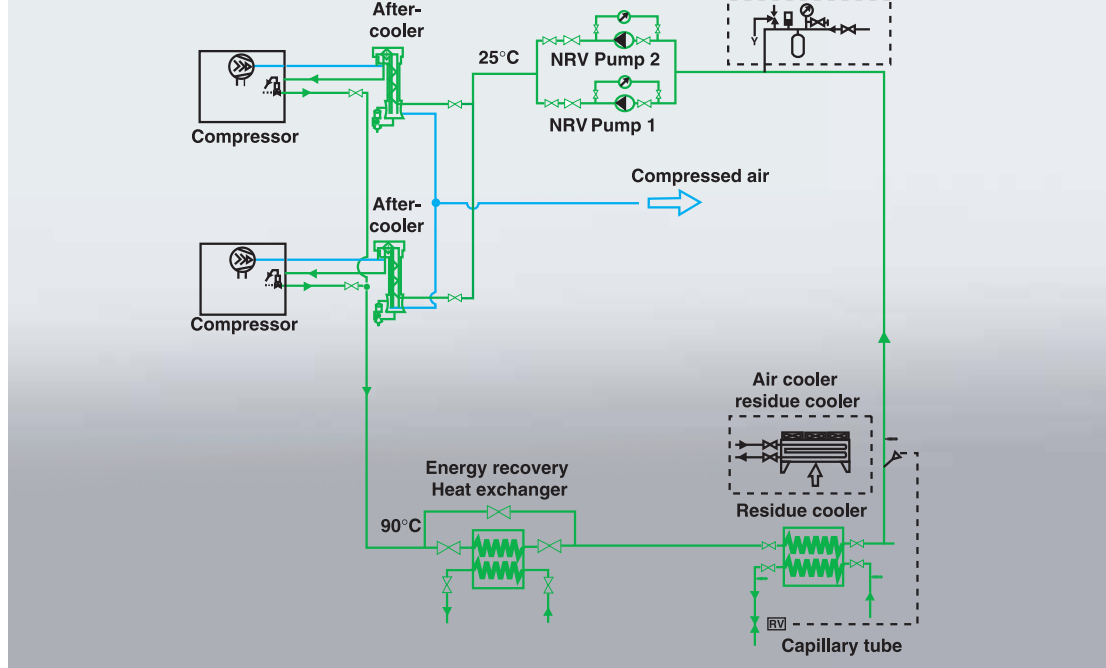 After-
cooler
25°C
NRV Pump 2
Y
NRV Pump 1
Compressor
Compressed air
After-
cooler
Compressor
Air cooler
residue cooler
Energy recovery
Heat exchanger
Residue cooler
90°C
RV
Capillary tube